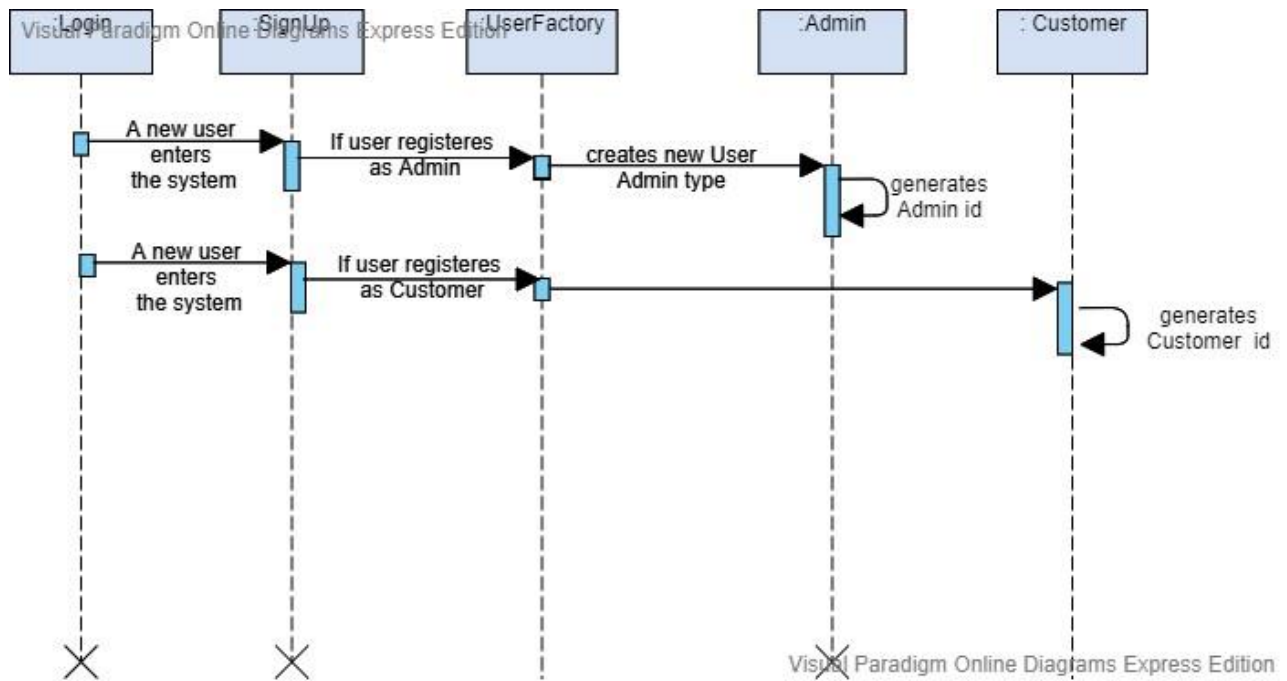 :Login
:SignUp
:UserFactory
:Admin
: Customer
Visual Paradigm Online Diagrams Express Edition
A new user
enters
the system
If user registeres
as Admin
creates new User
Admin type
generates
Admin id
A new user
enters
the system
If user registeres
as Customer
generates
Customer id
Visual Paradigm Online Diagrams Express Edition